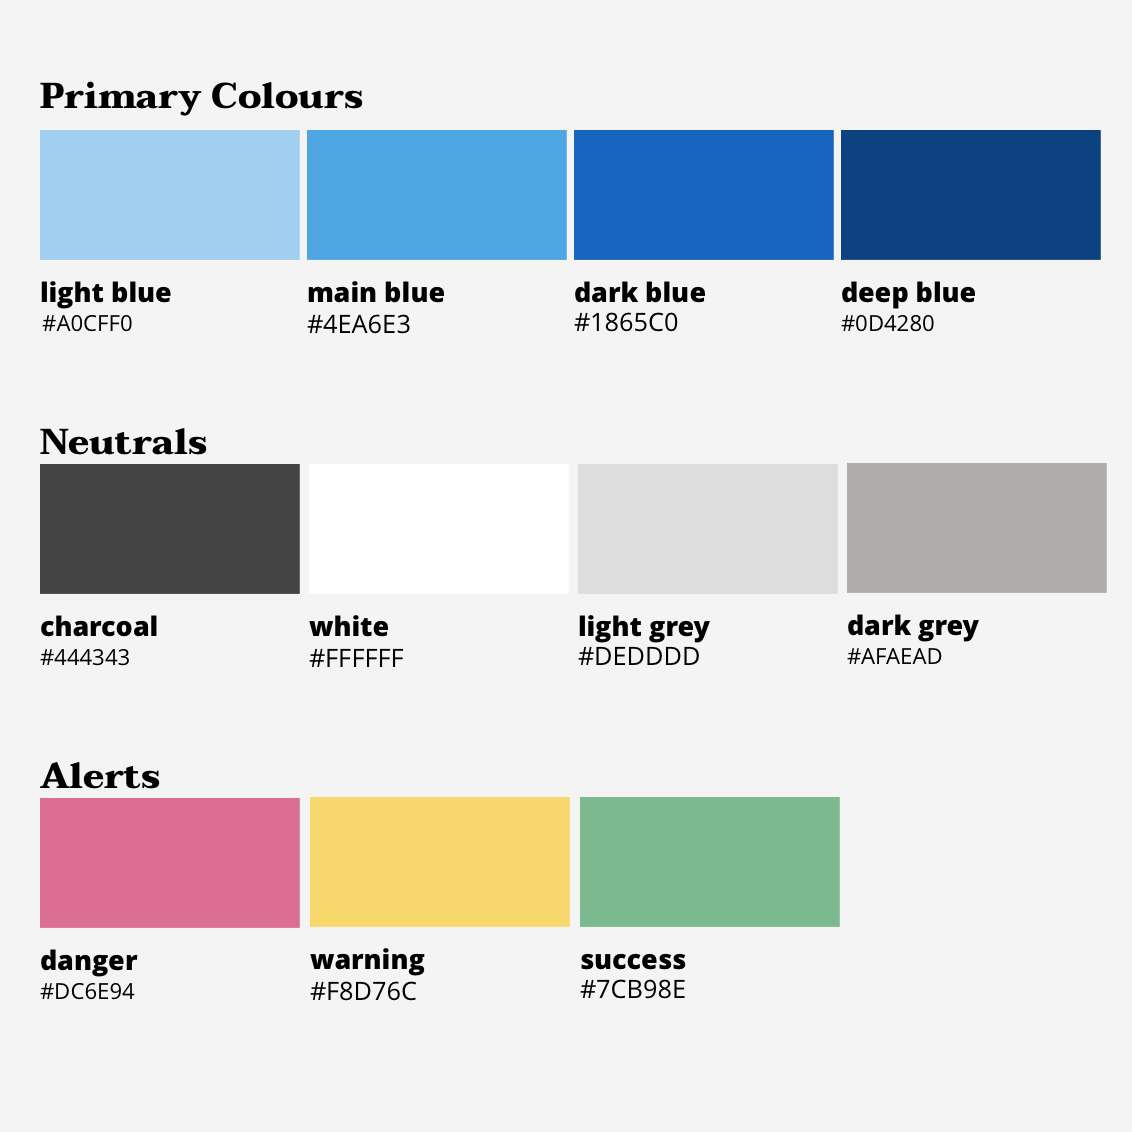 Primary Colours
light blue main blue dark blue deep blue
#A0CFF0 #4EA6E3 #1865C0 #0D4280
Neutrals
charcoal white light grey dark grey
#444343 #FFFFFF #DEDDDD #AFAEAD
Alerts
danger warning success
#DC6E94 #F8D76C #7CB98E